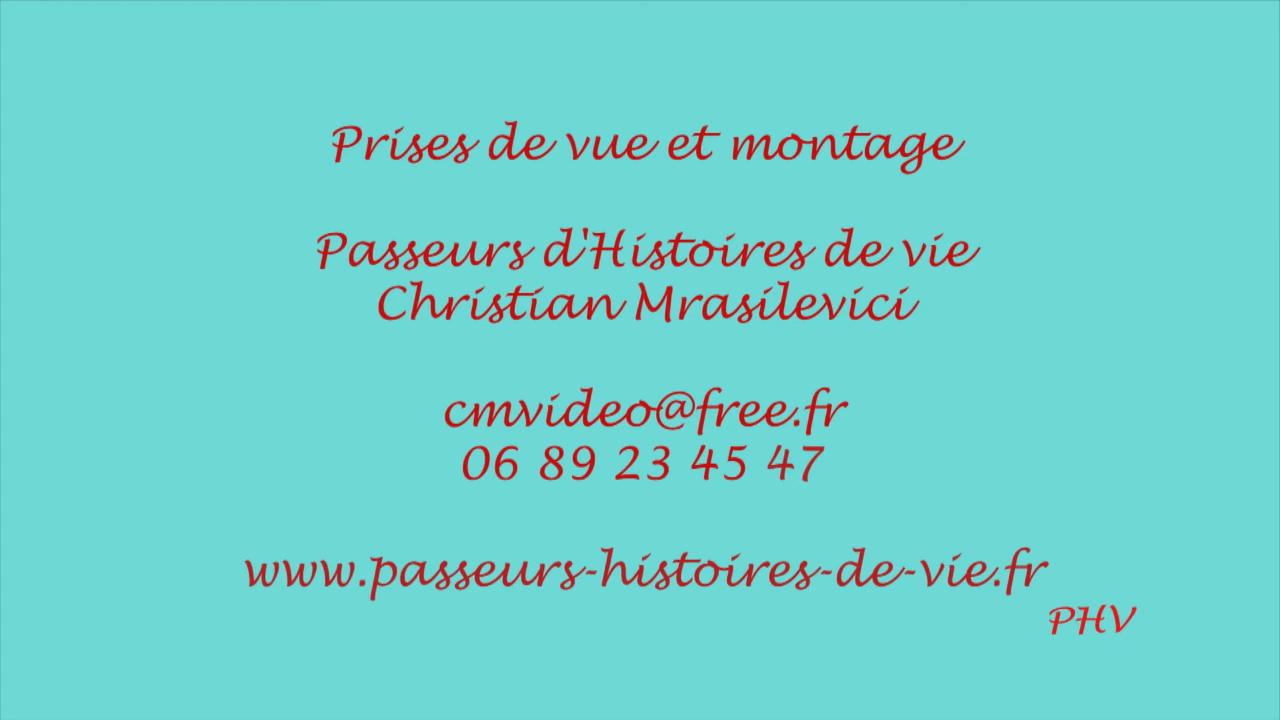 Prises de vue et montage
Passeurs d'Histoires de vie
Christian Mrasilevici
cmvideo@free.fr
06 89 23 45 47
www.passeurs-histoires-de-vie.fr
PHV